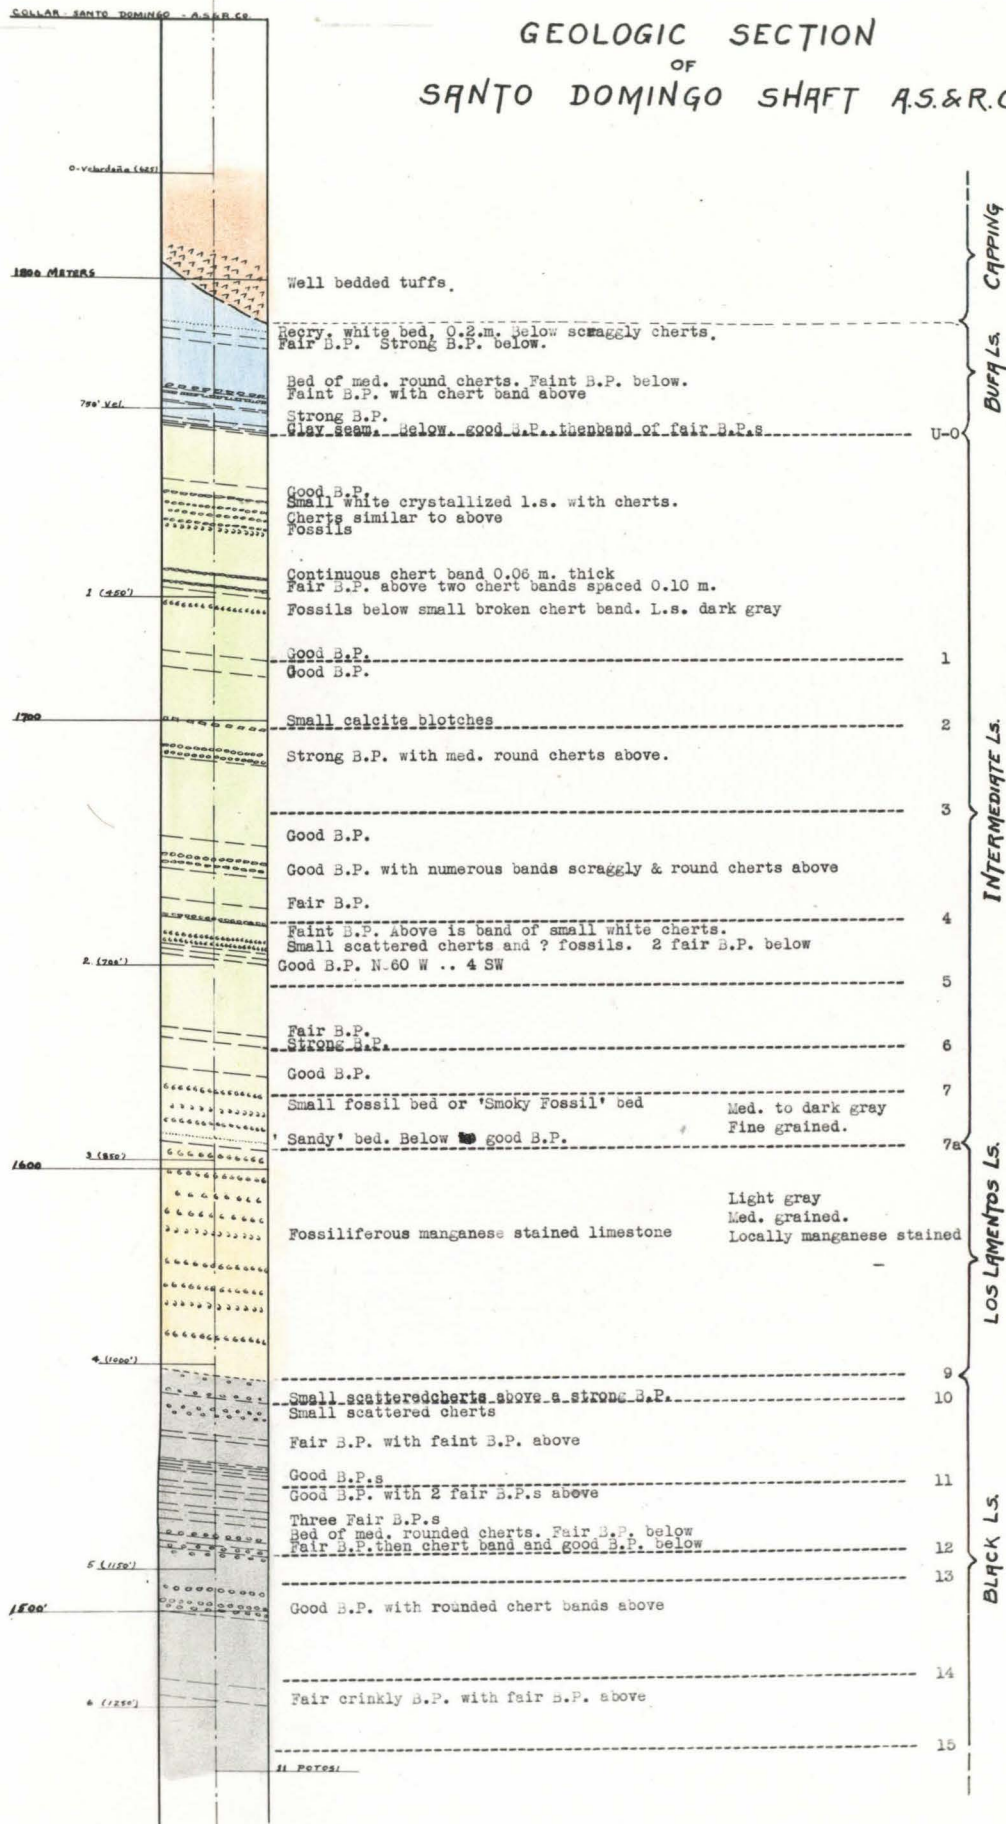 COLLAR - SANTO DOMINGO - A.S.&R.CO.
GEOLOGIC SECTION
OF
SANTO DOMINGO SHAFT A.S.&R.C
0-Velardeña (625)
CAPPING
1800 METERS
Well bedded tuffs.
Recry. white bed, 0.2.m. Below scraggly cherts.
Fair B.P. Strong B.P. below.
BUFA Ls.
Bed of med. round cherts. Faint B.P. below.
Faint B.P. with chert band above
750' Vel.
Strong B.P.
Clay seam. Below, good B.P.,thenband of fair B.P.s
U-0
Good B.P.
Small white crystallized l.s. with cherts.
Cherts similar to above
Fossils
Continuous chert band 0.06 m. thick
Fair B.P. above two chert bands spaced 0.10 m.
1 (450')
Fossils below small broken chert band. L.s. dark gray
Good B.P.
1
Good B.P.
1700
Small calcite blotches
2
Strong B.P. with med. round cherts above.
3
INTERMEDIATE Ls.
Good B.P.
Good B.P. with numerous bands scraggly & round cherts above
Fair B.P.
4
Faint B.P. Above is band of small white cherts.
Small scattered cherts and ? fossils. 2 fair B.P. below
2 (700')
Good B.P. N.60 W .. 4 SW
5
Fair B.P.
Strong B.P.
6
Good B.P.
7
Small fossil bed or 'Smoky Fossil' bed
Med. to dark gray
Fine grained.
' Sandy' bed. Below good B.P.
7a
3 (850')
1600
Light gray
Med. grained.
Fossiliferous manganese stained limestone
Locally manganese stained
LOS LAMENTOS Ls.
4 (1000')
9
Small scatteredcherts above a strong B.P.
10
Small scattered cherts
Fair B.P. with faint B.P. above
Good B.P.s
11
Good B.P. with 2 fair B.P.s above
Three Fair B.P.s
Bed of med. rounded cherts. Fair B.P. below
Fair B.P.then chert band and good B.P. below
12
BLACK LS.
5 (1150')
13
1500'
Good B.P. with rounded chert bands above
14
6 (1250')
Fair crinkly B.P. with fair B.P. above
15
11 POTOSI